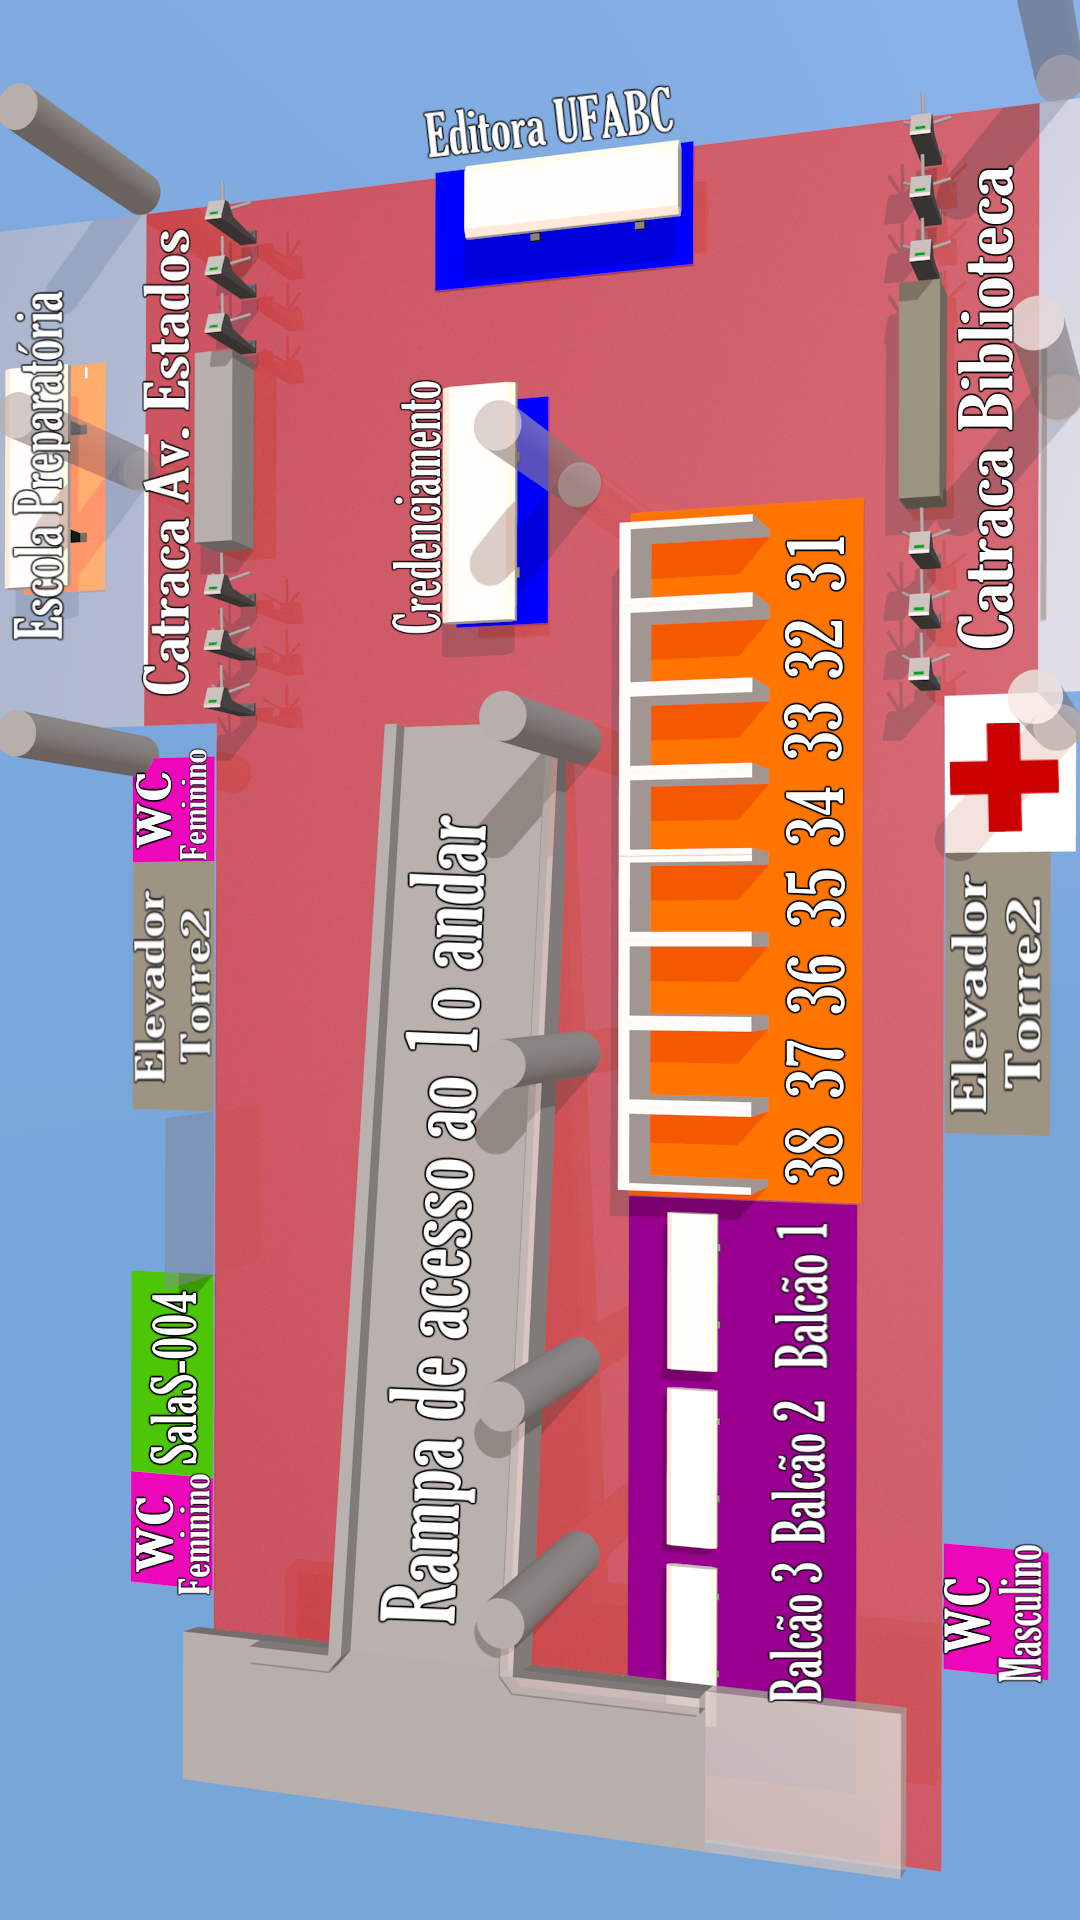 Escola Preparatória
Catraca Av. Estados
WC
Feminino
Elevador
Torre2
SalaS-004
WC
Feminino
Editora UFABC
Credenciamento
Rampa de acesso ao 1o andar
38 37 36 35 34 33 32 31
Balcão 3 Balcão 2 Balcão 1
Catraca Biblioteca
Elevador
Torre2
WC
Masculino